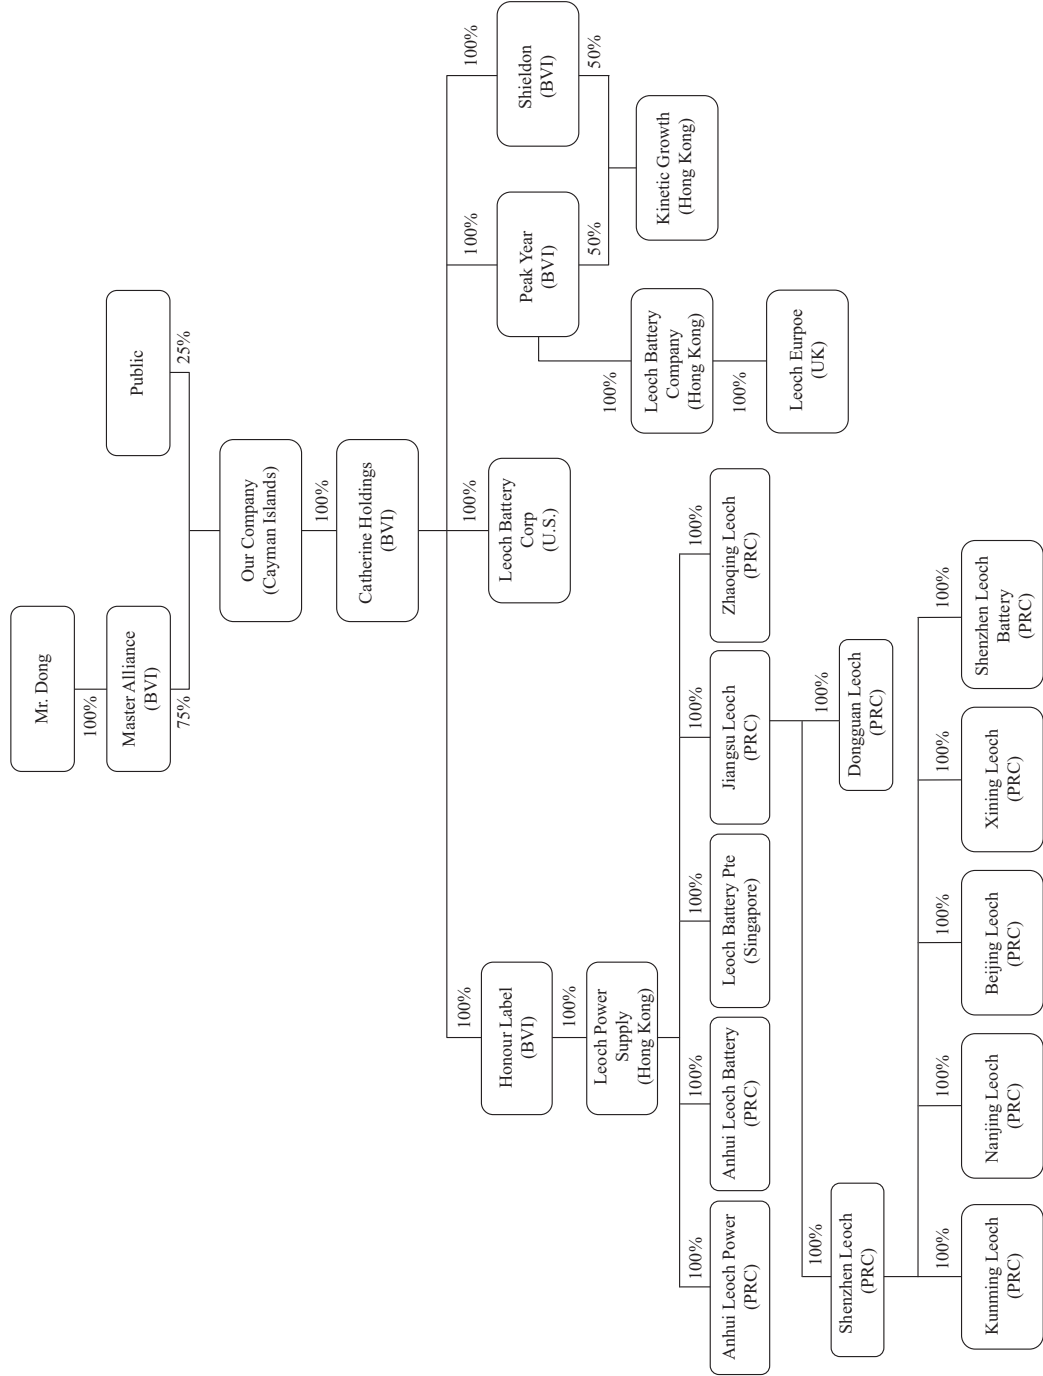 Mr. Dong
100%
Master Alliance
(BVI)
75%
Public
25%
Our Company
(Cayman Islands)
100%
Catherine Holdings
(BVI)
100%
Honour Label
(BVI)
100%
Leoch Battery
Corp
(U.S.)
100%
Peak Year
(BVI)
100%
Shieldon
(BVI)
50%
50%
Kinetic Growth
(Hong Kong)
100%
Leoch Battery
Company
(Hong Kong)
100%
Leoch Eurpoe
(UK)
100%
Leoch Power
Supply
(Hong Kong)
100%
Anhui Leoch Power
(PRC)
100%
Anhui Leoch Battery
(PRC)
100%
Leoch Battery Pte
(Singapore)
100%
Jiangsu Leoch
(PRC)
100%
Zhaoqing Leoch
(PRC)
100%
Shenzhen Leoch
(PRC)
100%
Dongguan Leoch
(PRC)
100%
Kunming Leoch
(PRC)
100%
Nanjing Leoch
(PRC)
100%
Beijing Leoch
(PRC)
100%
Xining Leoch
(PRC)
100%
Shenzhen Leoch
Battery
(PRC)